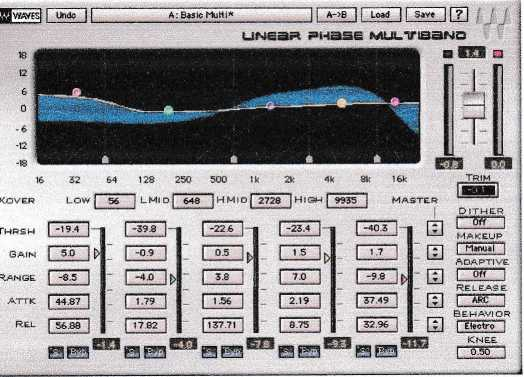 WAVES Undo A: Basic Multi* A->B Load Save ?
LINEAR PHASE MULTIBAND
18
12
6
0
-6
-12
-18
1.4
-0.8 0.0
16 32 64 128 250 500 1k 2k 4k 8k 16k
TRIM
-0.1
XOVER LOW 56 LMID 648 HMID 2728 HIGH 9935 MASTER
DITHER
Off
THRSH -19.4 -39.8 -22.6 -23.4 -40.3
MAKEUP
Manual
GAIN 5.0 -0.9 0.5 1.5 1.7
ADAPTIVE
Off
RANGE -8.5 -4.0 3.8 7.0 -9.8
RELEASE
ARC
ATTK 44.87 1.79 1.56 2.19 37.49
BEHAVIOR
Electro
REL 56.88 17.82 137.71 8.75 32.96
KNEE
0.50
S Byp -1.4 S Byp -4.0 S Byp -7.8 S Byp -9.3 S Byp -11.7